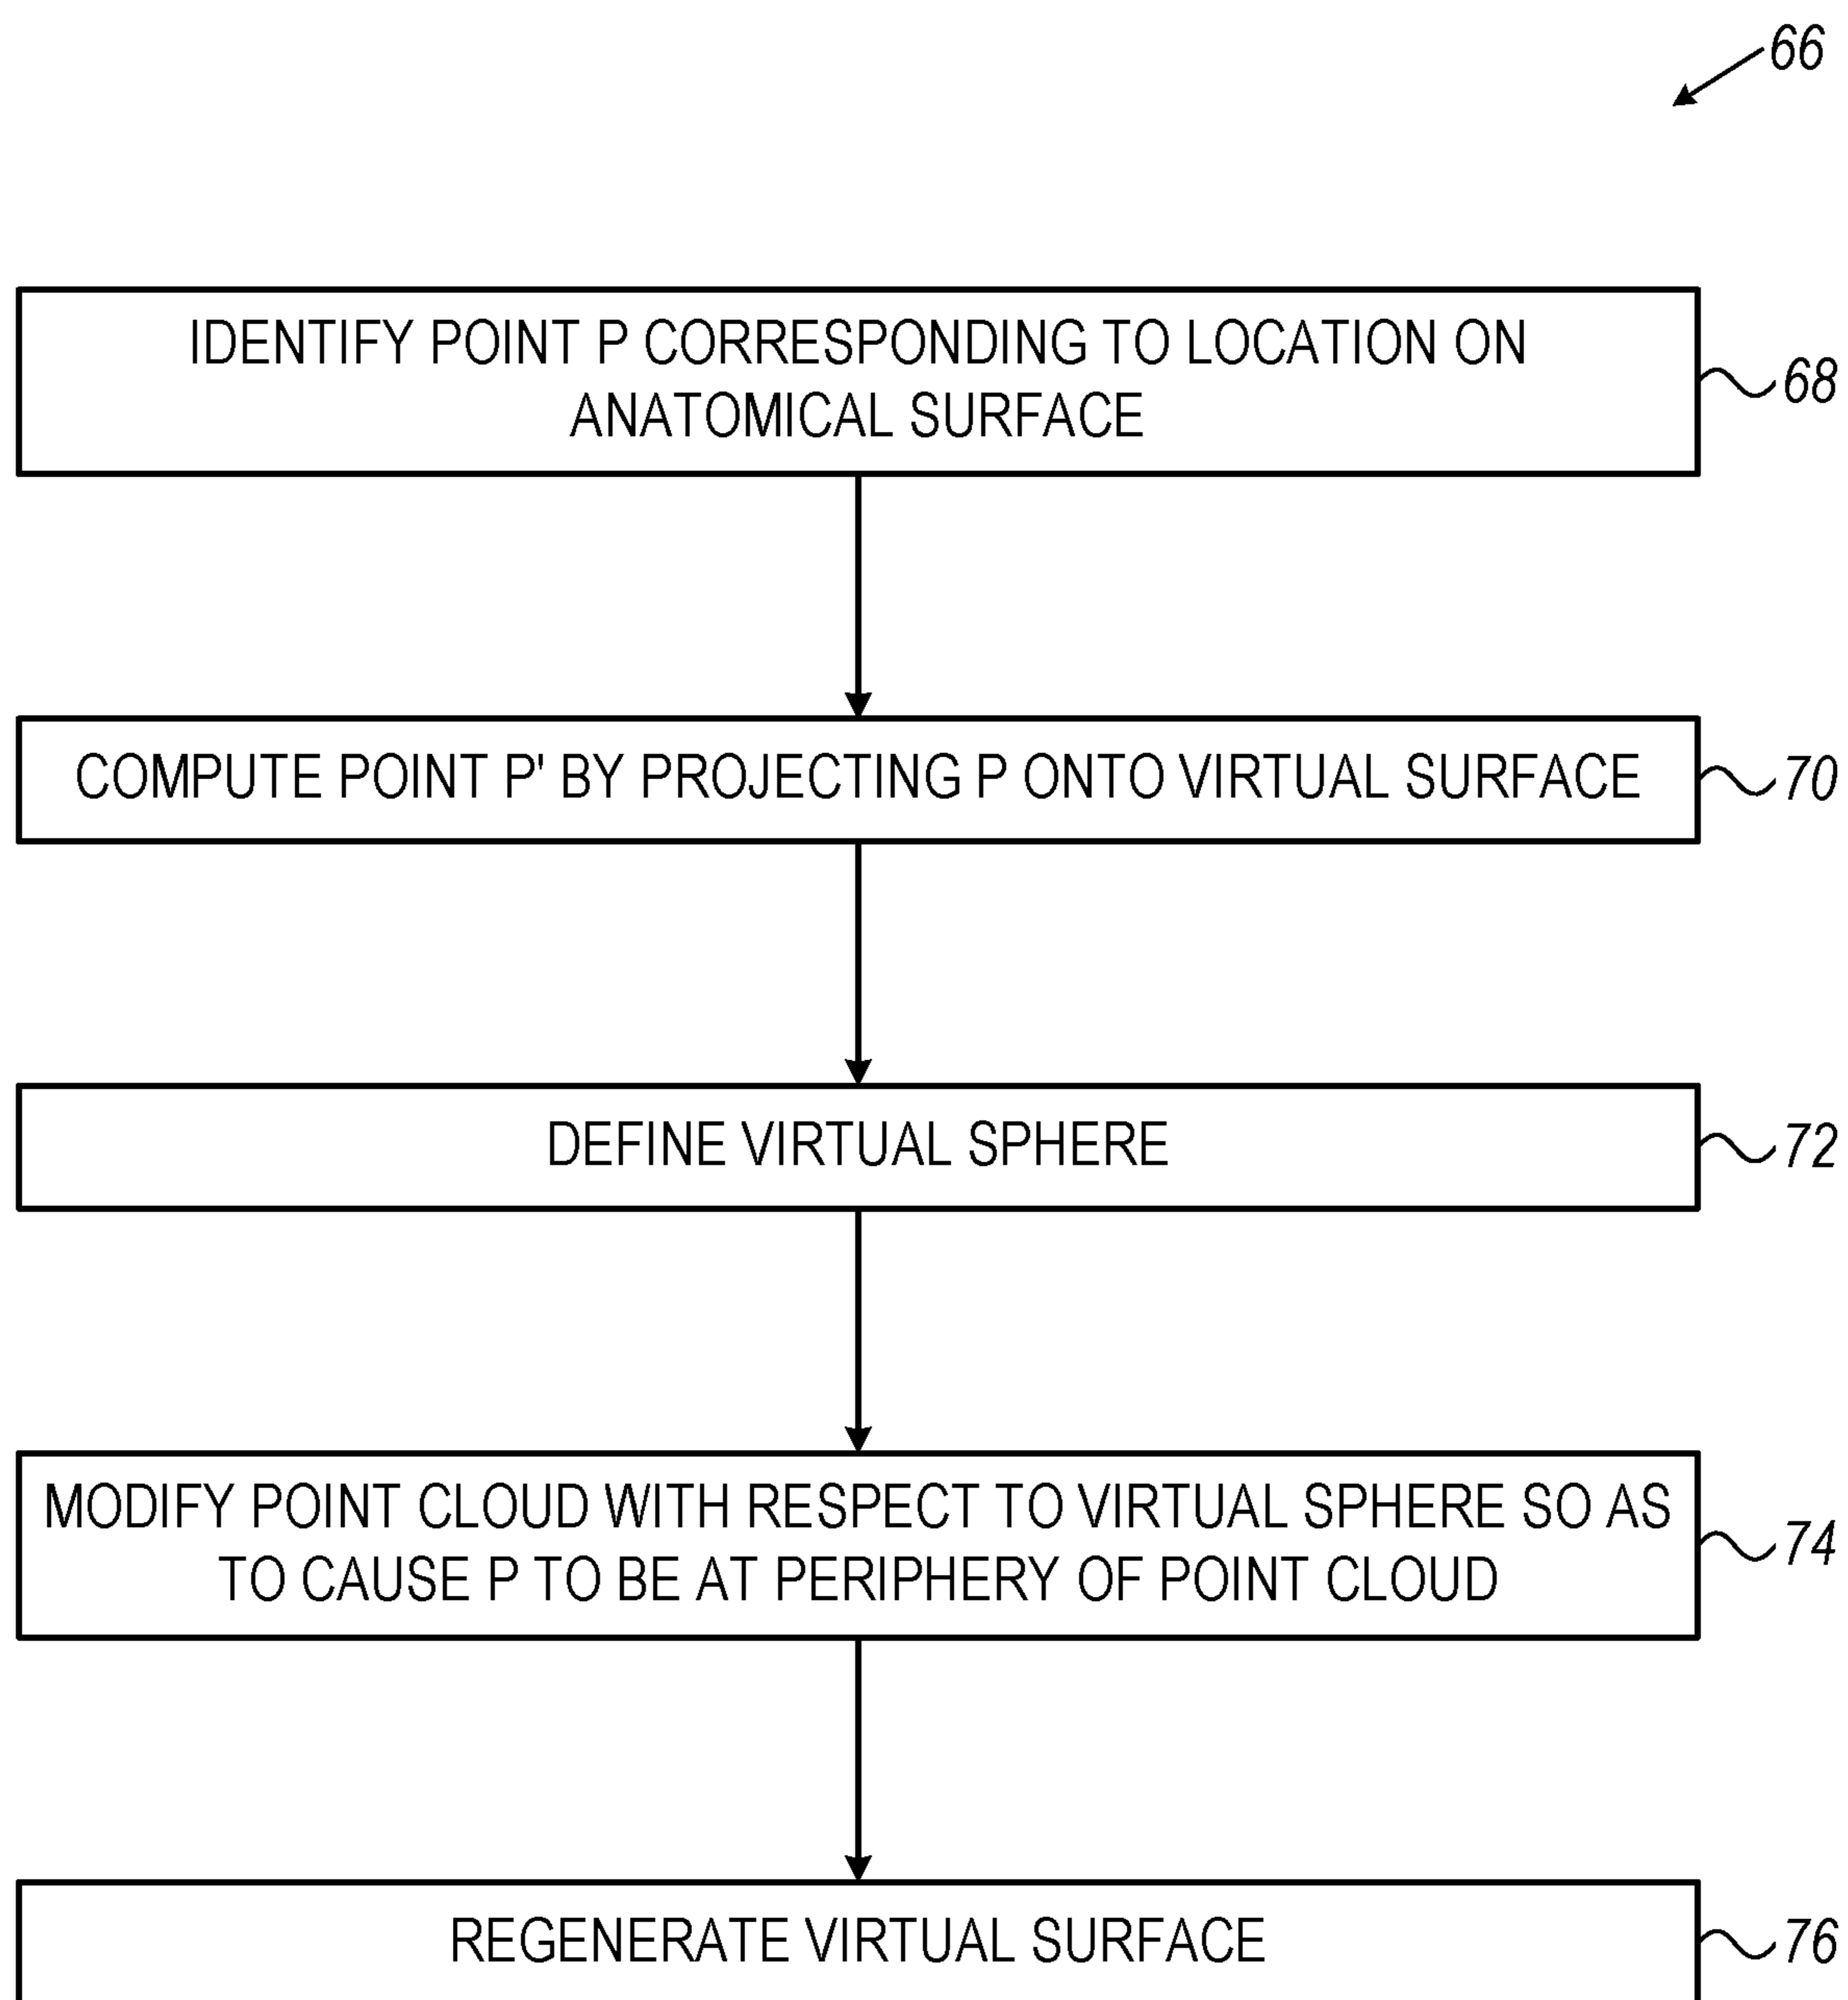 66
IDENTIFY POINT P CORRESPONDING TO LOCATION ON
ANATOMICAL SURFACE
68
COMPUTE POINT P' BY PROJECTING P ONTO VIRTUAL SURFACE
70
DEFINE VIRTUAL SPHERE
72
MODIFY POINT CLOUD WITH RESPECT TO VIRTUAL SPHERE SO AS
TO CAUSE P TO BE AT PERIPHERY OF POINT CLOUD
74
REGENERATE VIRTUAL SURFACE
76